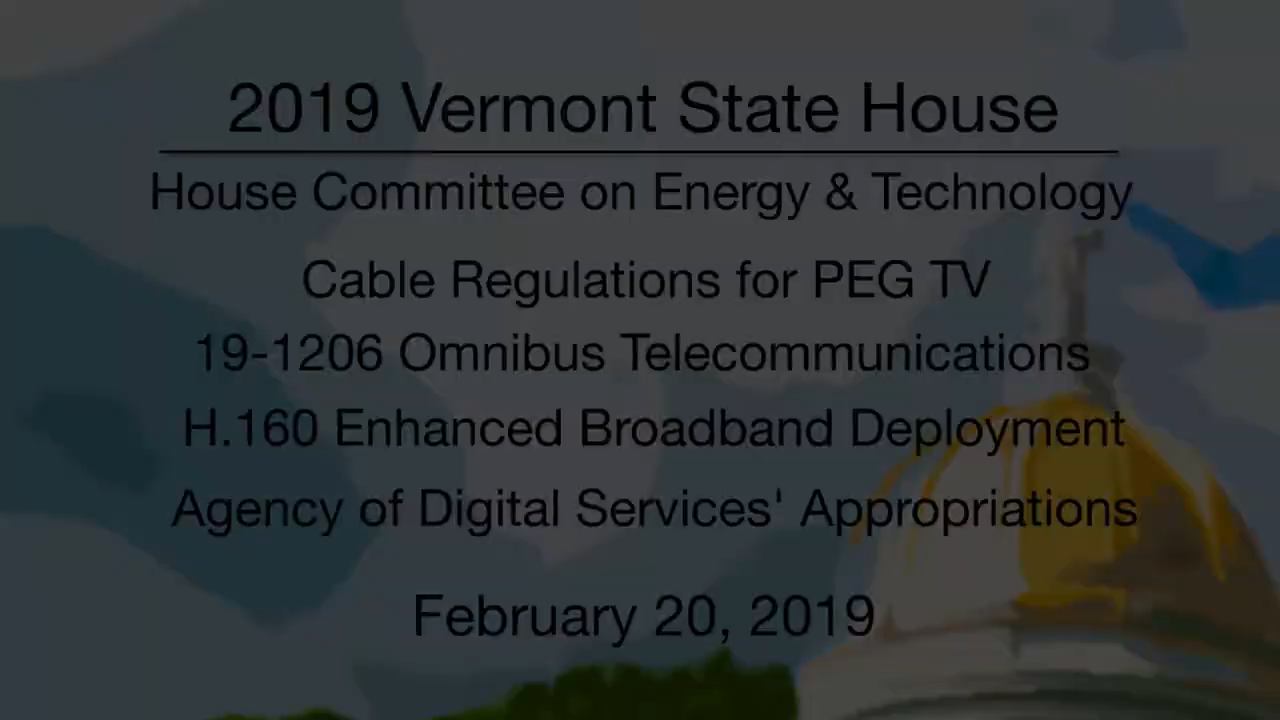 2019 Vermont State House
House Committee on Energy & Technology
Cable Regulations for PEG TV
19-1206 Omnibus Telecommunications
H.160 Enhanced Broadband Deployment
Agency of Digital Services' Appropriations
February 20, 2019